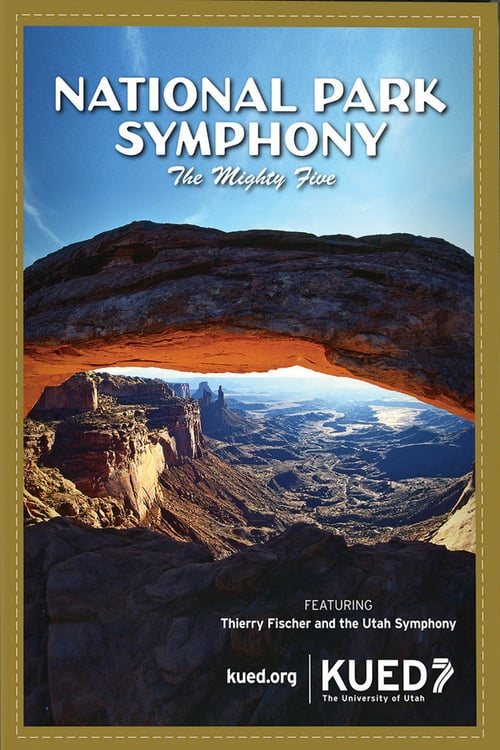 NATIONAL PARK
SYMPHONY
The Mighty Five
FEATURING
Thierry Fischer and the Utah Symphony
kued.org
KUED7
The University of Utah